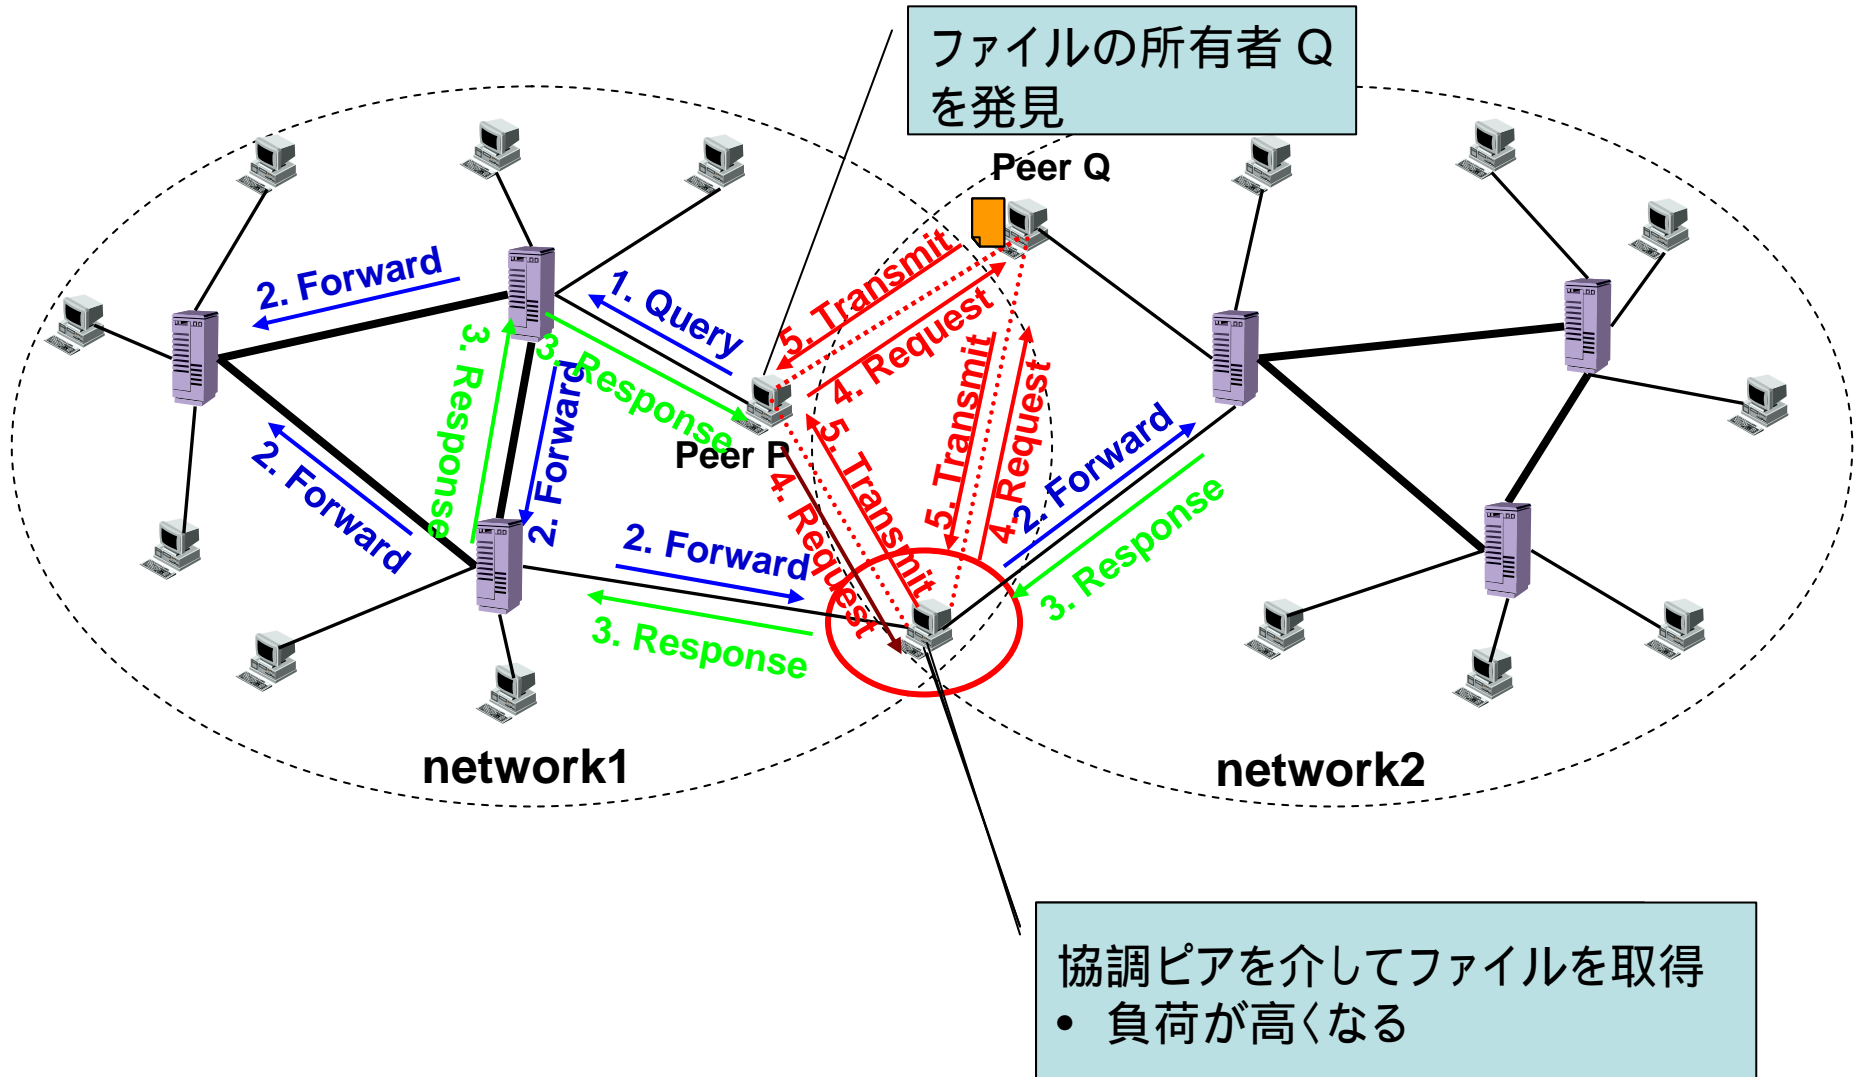 ファイルの所有者 Q
を発見
Peer Q
2. Forward
1. Query
5. Transmit
4. Request
3. Response
3. Response
2. Forward
Peer P
5. Transmit
4. Request
5. Transmit
4. Request
2. Forward
3. Response
2. Forward
2. Forward
3. Response
network1
network2
協調ピアを介してファイルを取得
• 負荷が高くなる